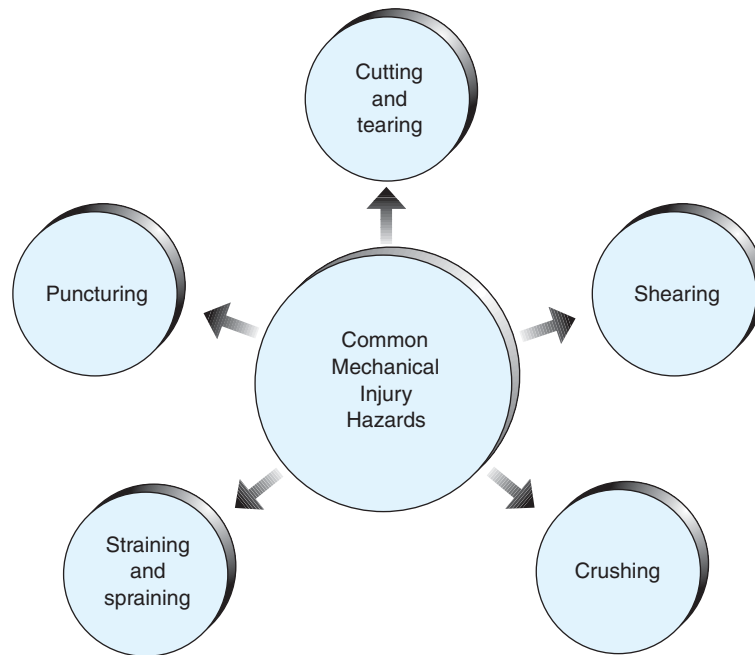 Cutting
and
tearing
Puncturing
Shearing
Common
Mechanical
Injury
Hazards
Straining
and
spraining
Crushing